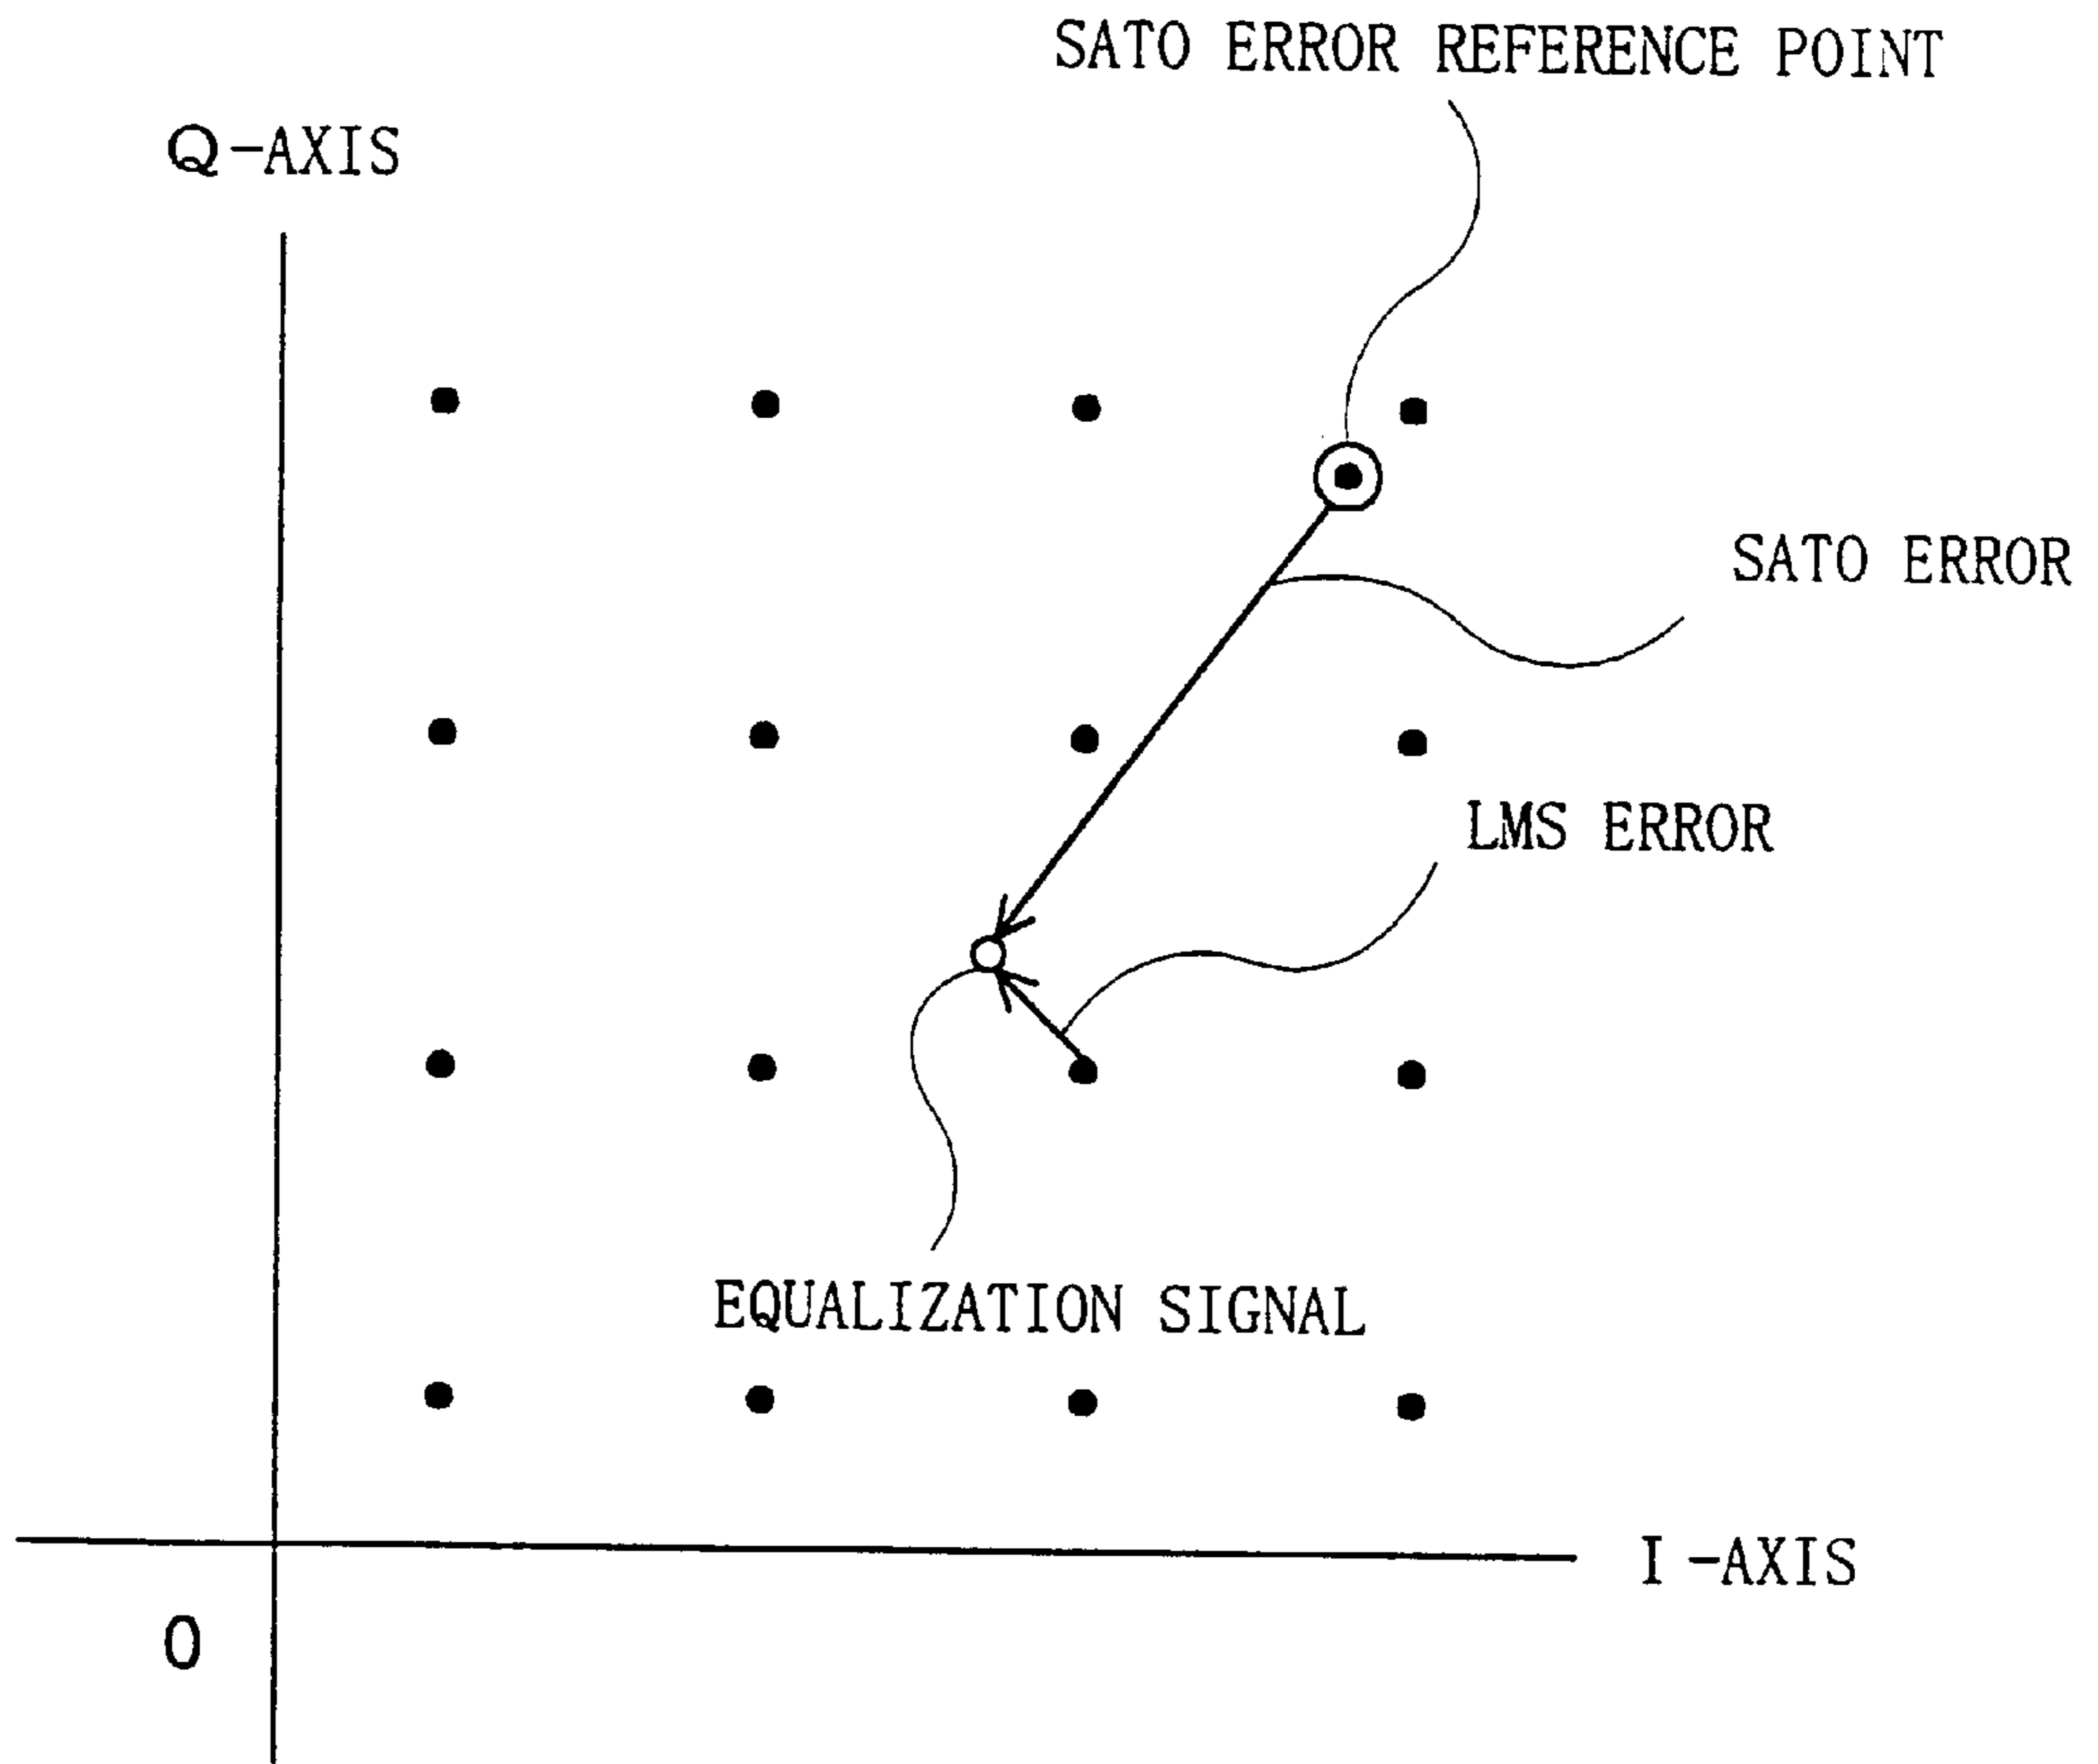 SATO ERROR REFERENCE POINT
Q-AXIS
SATO ERROR
LMS ERROR
EQUALIZATION SIGNAL
I-AXIS
0